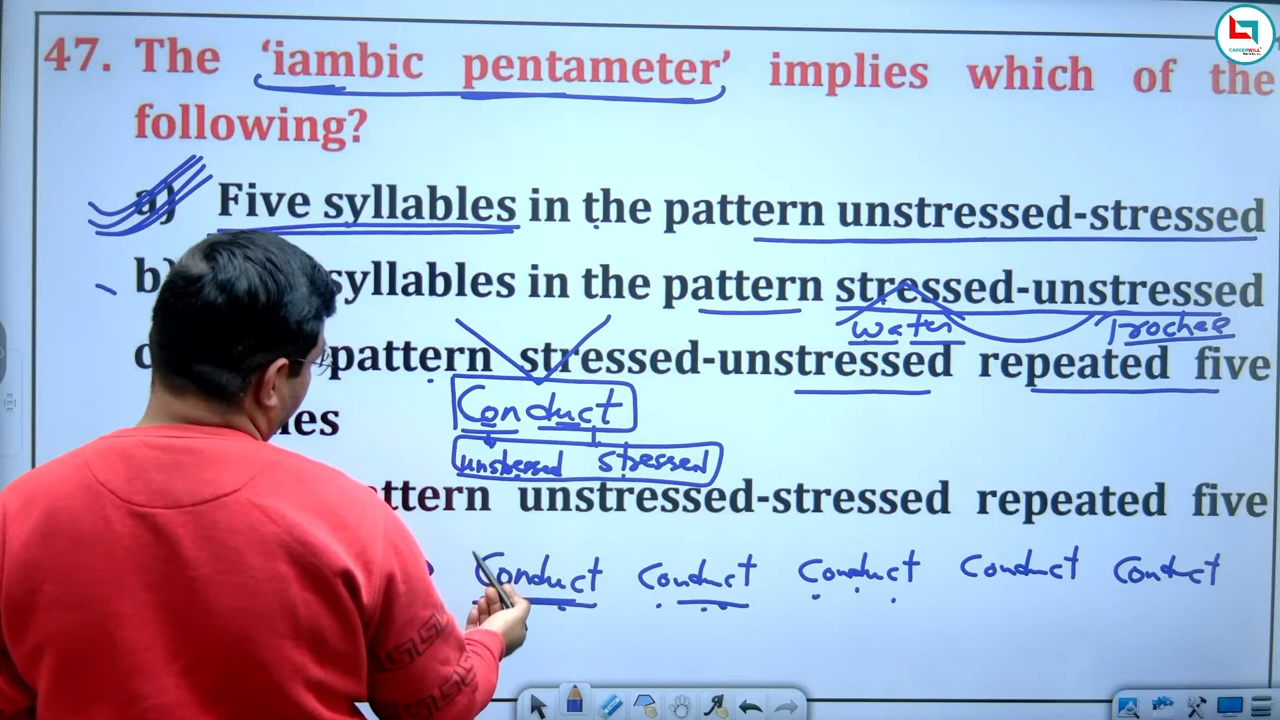 47. The 'iambic pentameter' implies which of the
following?
a) Five syllables in the pattern unstressed-stressed
b) syllables in the pattern stressed-unstressed
water Trochee
pattern stressed-unstressed repeated five
Conduct
unstressed stressed
ttern unstressed-stressed repeated five
Conduct Conduct Conduct Conduct Conduct
CAREERWILL